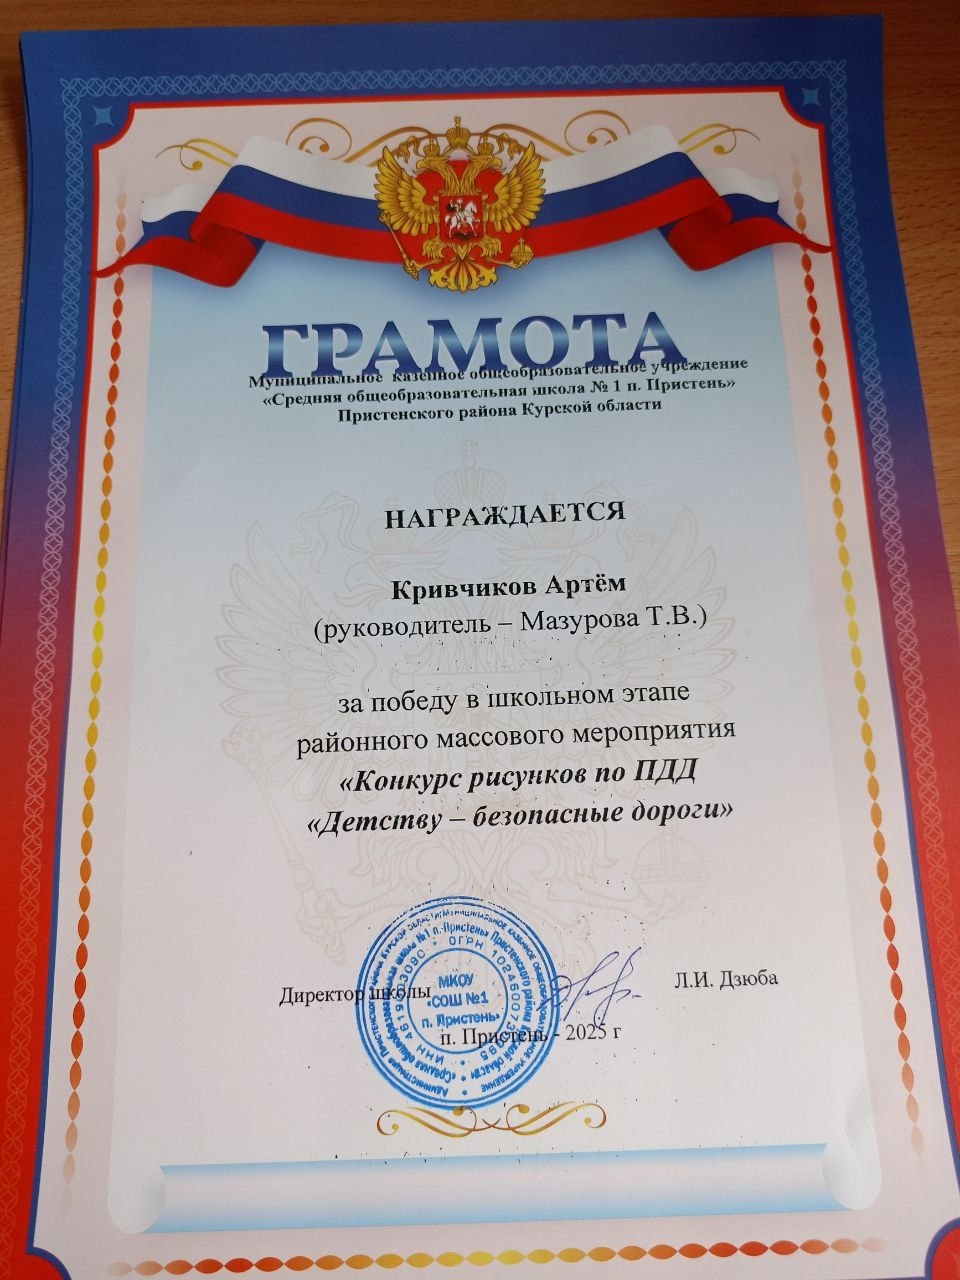 ГРАМОТА
Муниципальное казенное общеобразовательное учреждение
«Средняя общеобразовательная школа № 1 п. Пристень»
Пристенского района Курской области
НАГРАЖДАЕТСЯ
Кривчиков Артём
(руководитель – Мазурова Т.В.)
за победу в школьном этапе
районного массового мероприятия
«Конкурс рисунков по ПДД
«Детству – безопасные дороги»
Директор школы
Л.И. Дзюба
п. Пристень - 2025 г
МКОУ
«СОШ №1
п. Пристень»